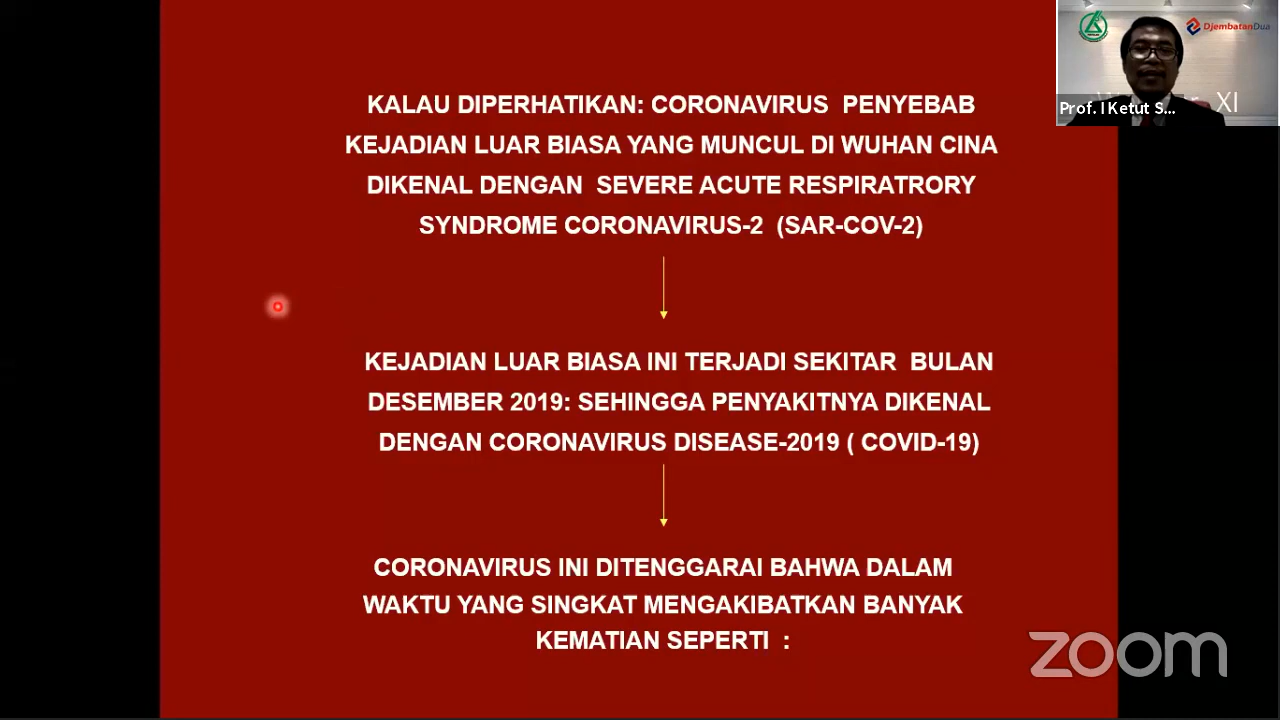 KALAU DIPERHATIKAN: CORONAVIRUS PENYEBAB
KEJADIAN LUAR BIASA YANG MUNCUL DI WUHAN CINA
DIKENAL DENGAN SEVERE ACUTE RESPIRATRORY
SYNDROME CORONAVIRUS-2 (SAR-COV-2)
KEJADIAN LUAR BIASA INI TERJADI SEKITAR BULAN
DESEMBER 2019: SEHINGGA PENYAKITNYA DIKENAL
DENGAN CORONAVIRUS DISEASE-2019 ( COVID-19)
CORONAVIRUS INI DITENGGARAI BAHWA DALAM
WAKTU YANG SINGKAT MENGAKIBATKAN BANYAK
KEMATIAN SEPERTI :
DjembatanDua
XI
Prof. I Ketut S...
zoom